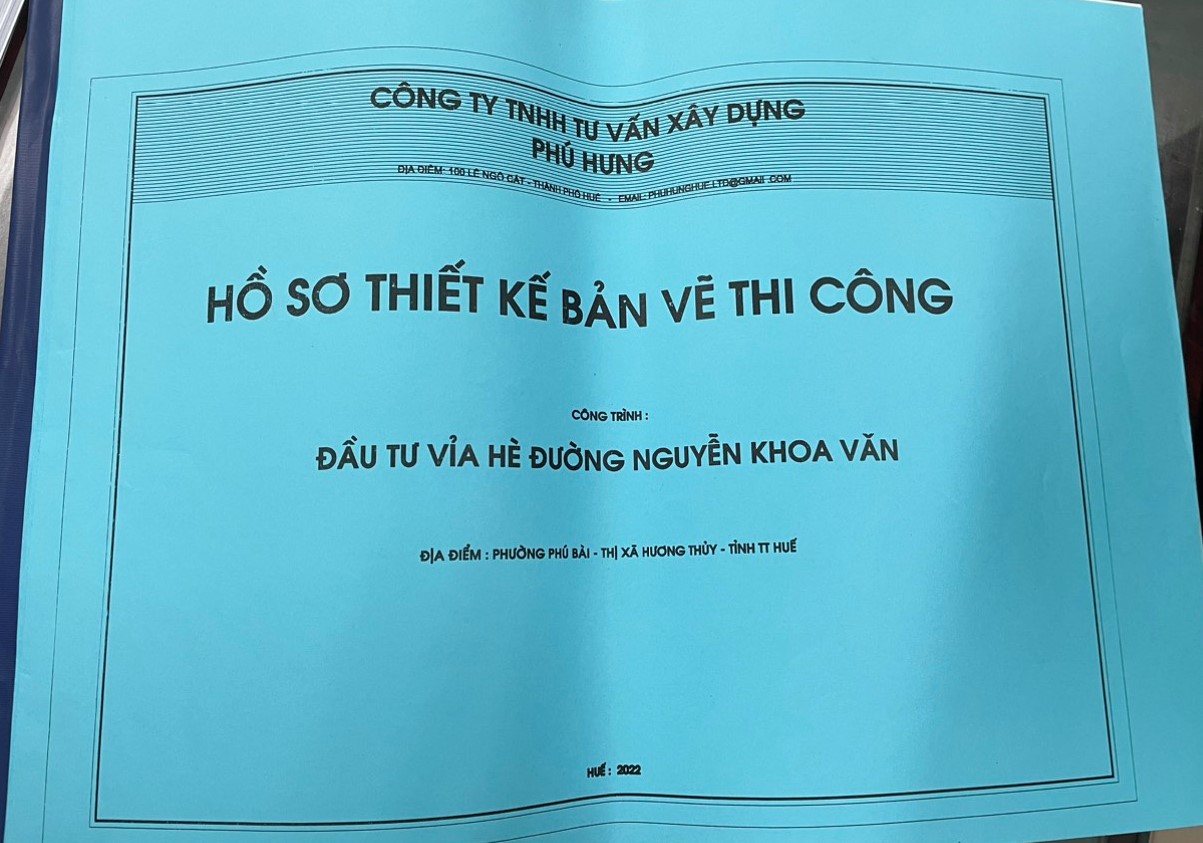 CÔNG TY TNHH TƯ VẤN XÂY DỰNG
PHÚ HƯNG
ĐỊA ĐIỂM: 100 LÊ NGÔ CÁT - THÀNH PHỐ HUẾ - EMAIL: PHUHUNGHUE.LTD@GMAIL.COM
HỒ SƠ THIẾT KẾ BẢN VẼ THI CÔNG
CÔNG TRÌNH :
ĐẦU TƯ VỈA HÈ ĐƯỜNG NGUYỄN KHOA VĂN
ĐỊA ĐIỂM : PHƯỜNG PHÚ BÀI - THỊ XÃ HƯƠNG THỦY - TỈNH TT HUẾ
HUẾ : 2022